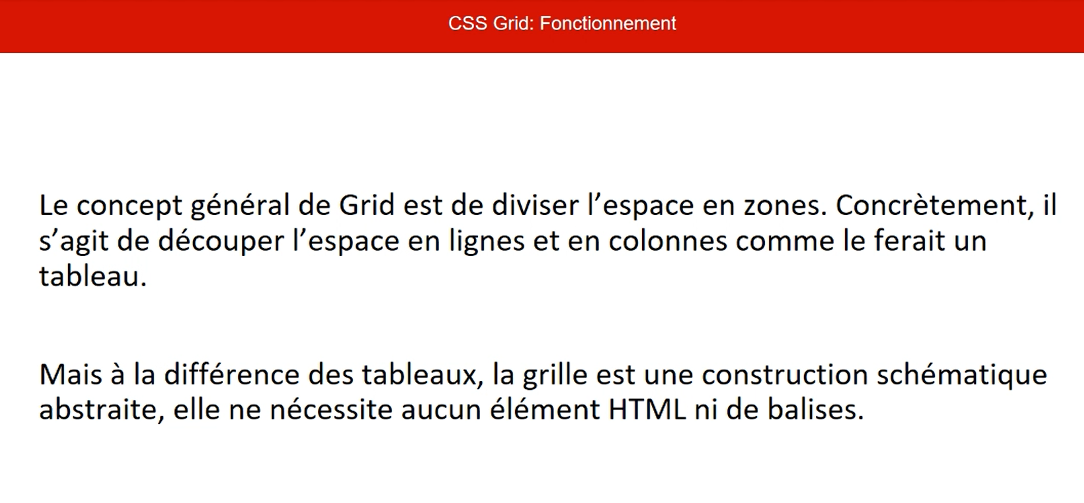 CSS Grid: Fonctionnement
Le concept général de Grid est de diviser l’espace en zones. Concrètement, il
s’agit de découper l’espace en lignes et en colonnes comme le ferait un
tableau.
Mais à la différence des tableaux, la grille est une construction schématique
abstraite, elle ne nécessite aucun élément HTML ni de balises.